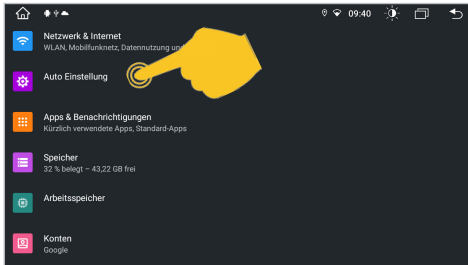 09:40
Netzwerk & Internet
WLAN, Mobilfunknetz, Datennutzung
Auto Einstellung
Apps & Benachrichtigungen
Kürzlich verwendete Apps, Standard-Apps
Speicher
32 % belegt – 43,22 GB frei
Arbeitsspeicher
Konten
Google